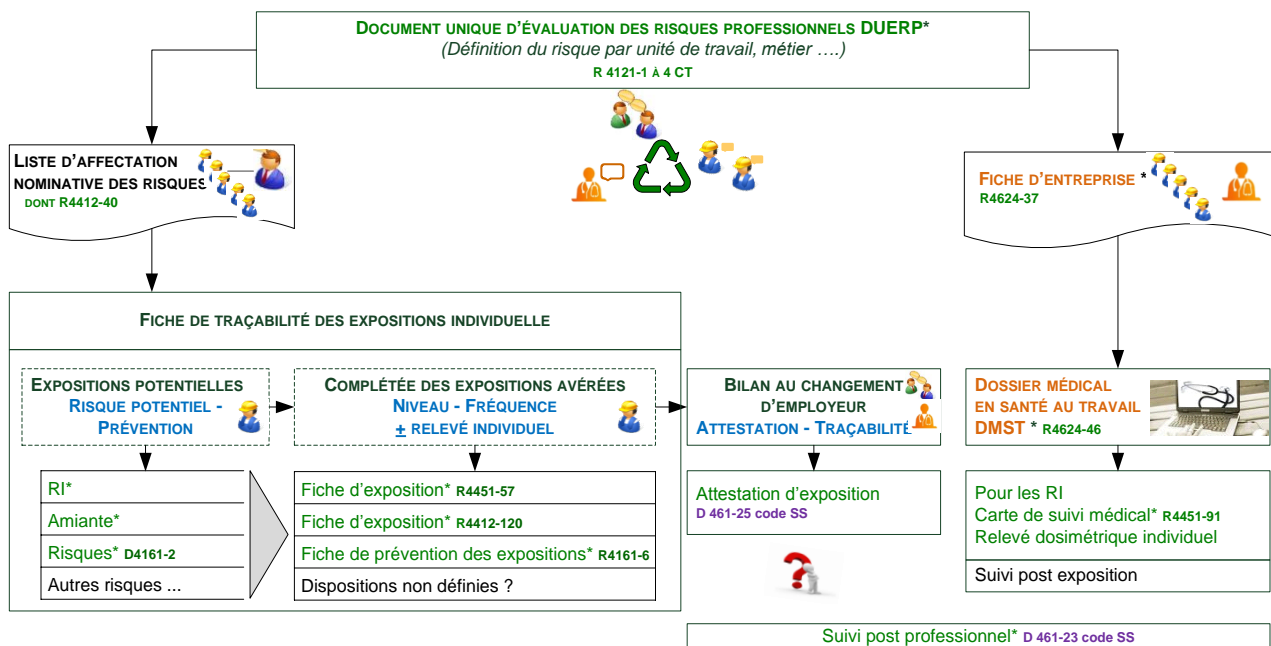 DOCUMENT UNIQUE D'ÉVALUATION DES RISQUES PROFESSIONNELS DUERP*
(Définition du risque par unité de travail, métier ….)
R 4121-1 À 4 CT
LISTE D'AFFECTATION
NOMINATIVE DES RISQUES
DONT R4412-40
FICHE D'ENTREPRISE *
R4624-37
FICHE DE TRAÇABILITÉ DES EXPOSITIONS INDIVIDUELLE
EXPOSITIONS POTENTIELLES
RISQUE POTENTIEL -
PRÉVENTION
COMPLÉTÉE DES EXPOSITIONS AVÉRÉES
NIVEAU - FRÉQUENCE
± RELEVÉ INDIVIDUEL
BILAN AU CHANGEMENT
D'EMPLOYEUR
ATTESTATION - TRAÇABILITÉ
DOSSIER MÉDICAL
EN SANTÉ AU TRAVAIL
DMST * R4624-46
RI*
Amiante*
Risques* D4161-2
Autres risques ...
Fiche d'exposition* R4451-57
Fiche d'exposition* R4412-120
Fiche de prévention des expositions* R4161-6
Dispositions non définies ?
Attestation d'exposition
D 461-25 code SS
Pour les RI
Carte de suivi médical* R4451-91
Relevé dosimétrique individuel
Suivi post exposition
Suivi post professionnel* D 461-23 code SS